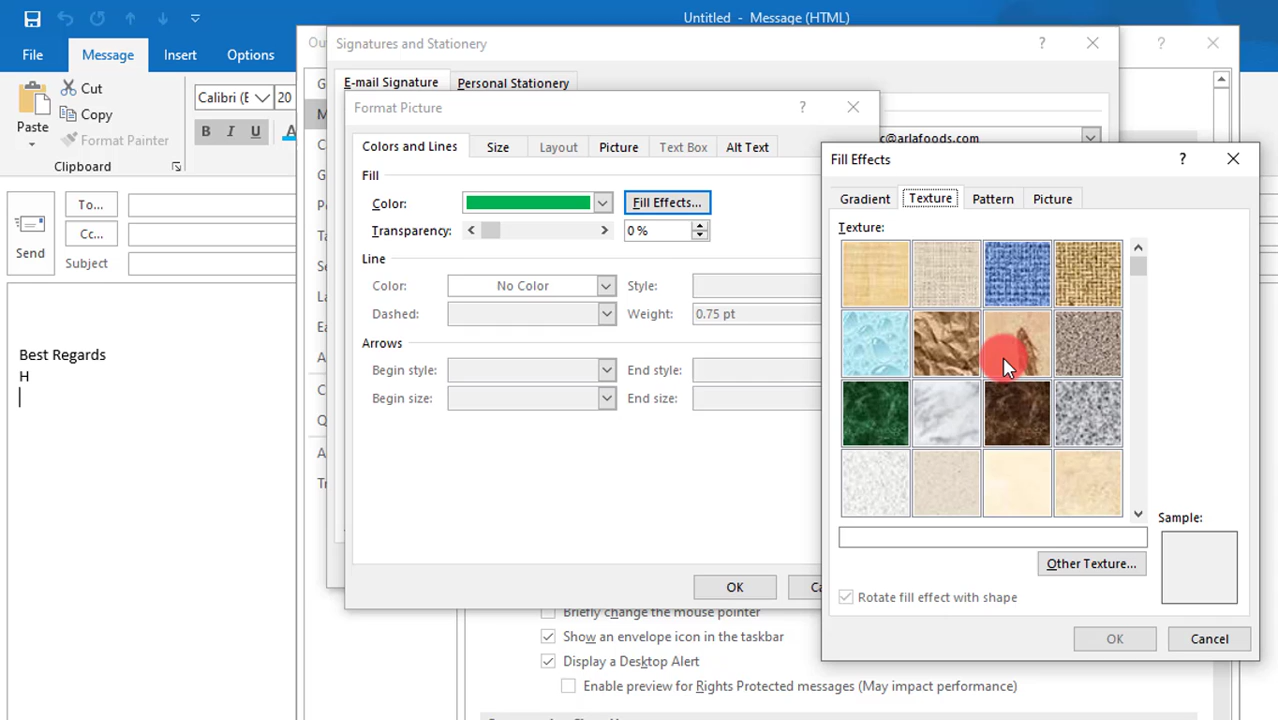 Untitled - Message (HTML)
File
Message
Insert
Options
Paste
Cut
Copy
Format Painter
Clipboard
Calibri (E
20
B I U A
Send
To...
Cc...
Subject
Best Regards
H
Signatures and Stationery
?
E-mail Signature
Personal Stationery
c@arlafoods.com
Format Picture
?
Colors and Lines
Size
Layout
Picture
Text Box
Alt Text
Fill
Color:
Fill Effects...
Transparency:
0 %
Line
Color:
No Color
Style:
Dashed:
Weight:
0.75 pt
Arrows
Begin style:
End style:
Begin size:
End size:
OK
Ca
Briefly change the mouse pointer
Show an envelope icon in the taskbar
Display a Desktop Alert
Enable preview for Rights Protected messages (May impact performance)
Fill Effects
?
Gradient
Texture
Pattern
Picture
Texture:
Sample:
Other Texture...
Rotate fill effect with shape
OK
Cancel